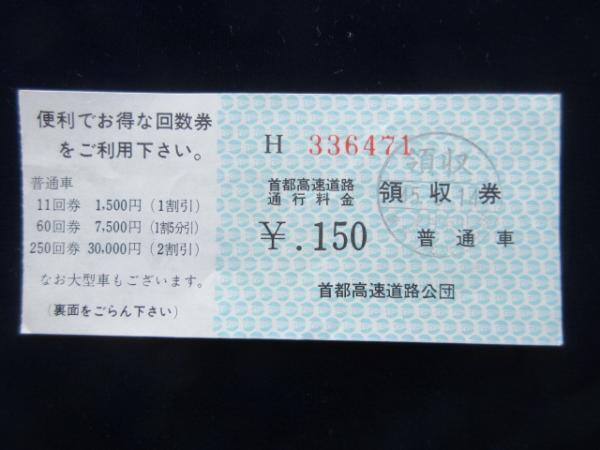 便利でお得な回数券
をご利用下さい。
普通車
11回券 1,500円 (1割引)
60回券 7,500円 (1割5分引)
250回券 30,000円 (2割引)
なお大型車もございます。
(裏面をごらん下さい)
H 336471
領収
首都高速道路
通行料金
領収券
¥.150
普通車
首都高速道路公団